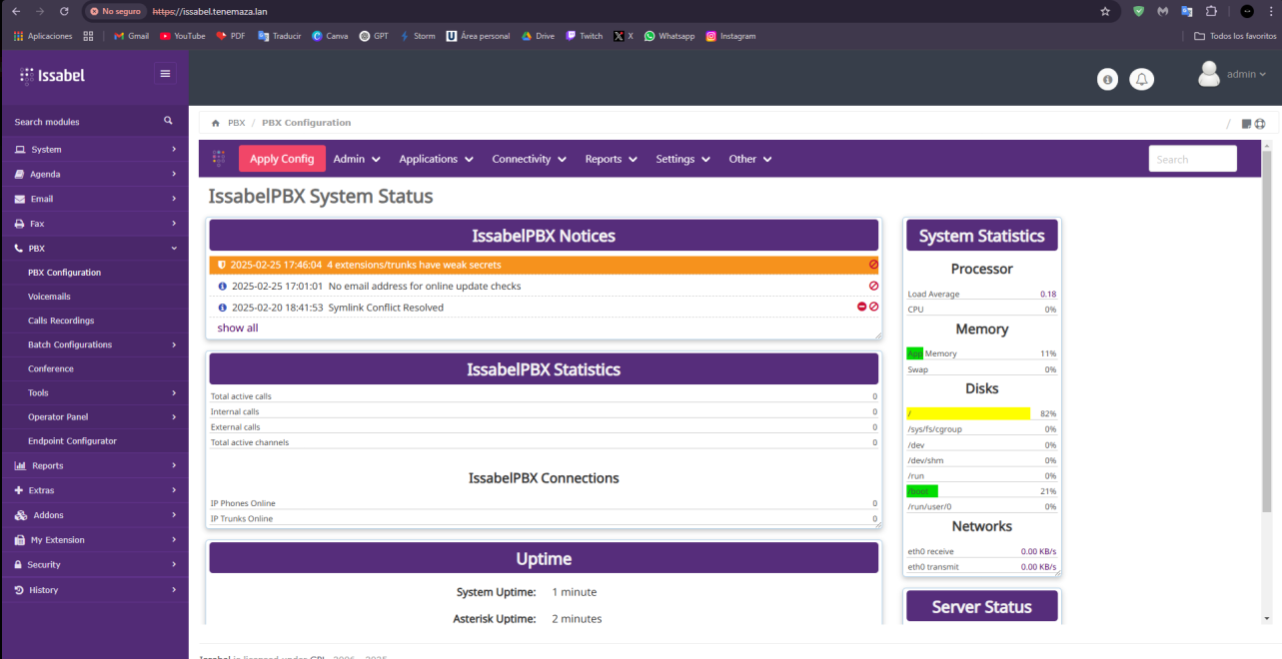 No seguro https://issabel.tenemaza.lan
Aplicaciones Gmail YouTube PDF Traducir Canva GPT Storm Área personal Drive Twitch X Whatsapp Instagram Todos los favoritos
Issabel
admin
Search modules
System
Agenda
Email
Fax
PBX
PBX Configuration
Voicemails
Calls Recordings
Batch Configurations
Conference
Tools
Operator Panel
Endpoint Configurator
Reports
Extras
Addons
My Extension
Security
History
PBX / PBX Configuration
/
Apply Config Admin Applications Connectivity Reports Settings Other Search
IssabelPBX System Status
IssabelPBX Notices
2025-02-25 17:46:04 4 extensions/trunks have weak secrets
2025-02-25 17:01:01 No email address for online update checks
2025-02-20 18:41:53 Symlink Conflict Resolved
show all
IssabelPBX Statistics
Total active calls 0
Internal calls 0
External calls 0
Total active channels 0
IssabelPBX Connections
IP Phones Online 0
IP Trunks Online 0
Uptime
System Uptime: 1 minute
Asterisk Uptime: 2 minutes
System Statistics
Processor
Load Average 0.18
CPU 0%
Memory
App Memory 11%
Swap 0%
Disks
/ 82%
/sys/fs/cgroup 0%
/dev 0%
/dev/shm 0%
/run 0%
/boot 21%
/run/user/0 0%
Networks
eth0 receive 0.00 KB/s
eth0 transmit 0.00 KB/s
Server Status
Issabel is licensed under GPL. 2006 - 2025.